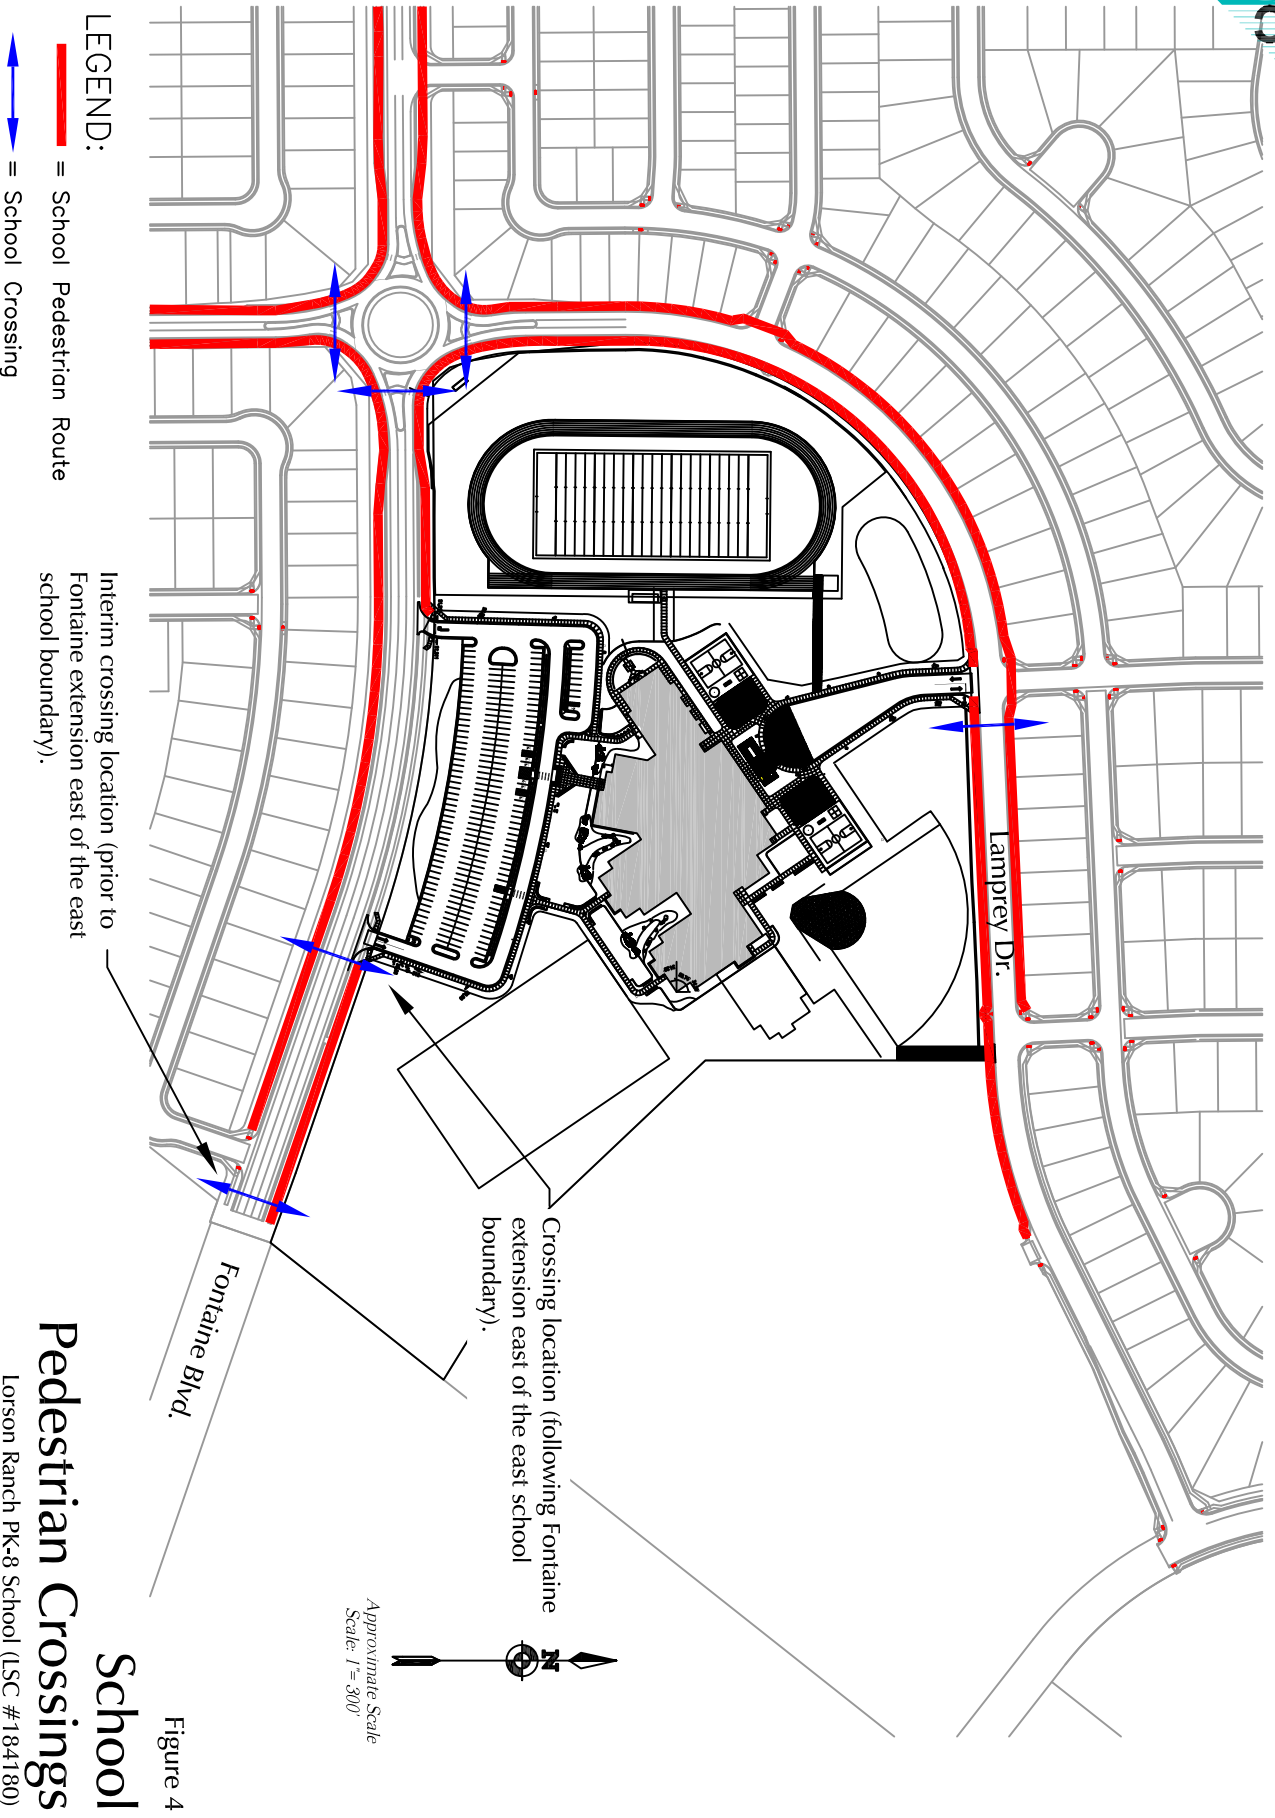 LEGEND:
= School Pedestrian Route
= School Crossing
Interim crossing location (prior to
Fontaine extension east of the east
school boundary).
Lamprey Dr.
Crossing location (following Fontaine
extension east of the east school
boundary).
Fontaine Blvd.
N
Approximate Scale
Scale: 1"= 300'
Figure 4
School
Pedestrian Crossings
Lorson Ranch PK-8 School (LSC #184180)